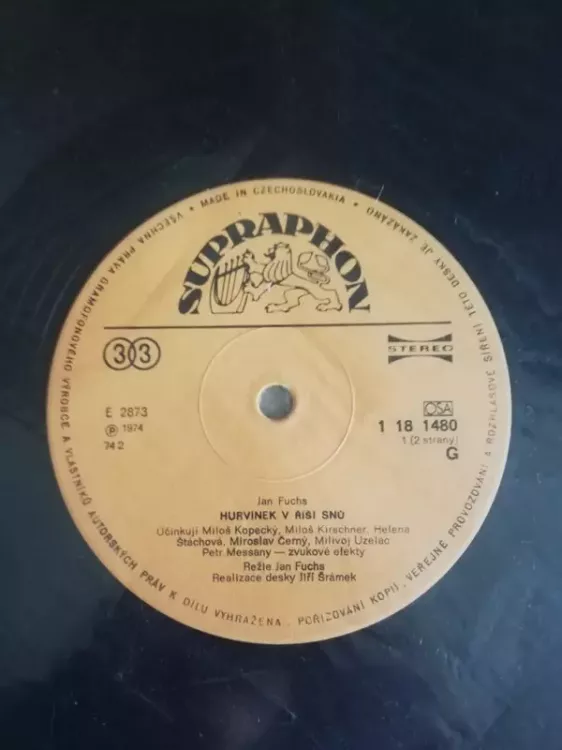 • MADE IN CZECHOSLOVAKIA •
SUPRAPHON
33
STEREO
E 2873
℗ 1974
74 2
OSA
1 18 1480
1 (2 strany)
G
Jan Fuchs
HURVÍNEK V ŘÍŠI SNŮ
Účinkují Miloš Kopecký, Miloš Kirschner, Helena
Štáchová, Miroslav Černý, Milivoj Uzelac
Petr Messany — zvukové efekty
Režie Jan Fuchs
Realizace desky Jiří Šrámek
VŠECHNA PRÁVA GRAMOFONOVÉHO VÝROBCE A VLASTNÍKŮ AUTORSKÝCH PRÁV K DÍLU VYHRAŽENA. POŘIZOVÁNÍ KOPIÍ, VEŘEJNÉ PROVOZOVÁNÍ A ROZHLASOVÉ ŠÍŘENÍ TÉTO DESKY JE ZAKÁZÁNO